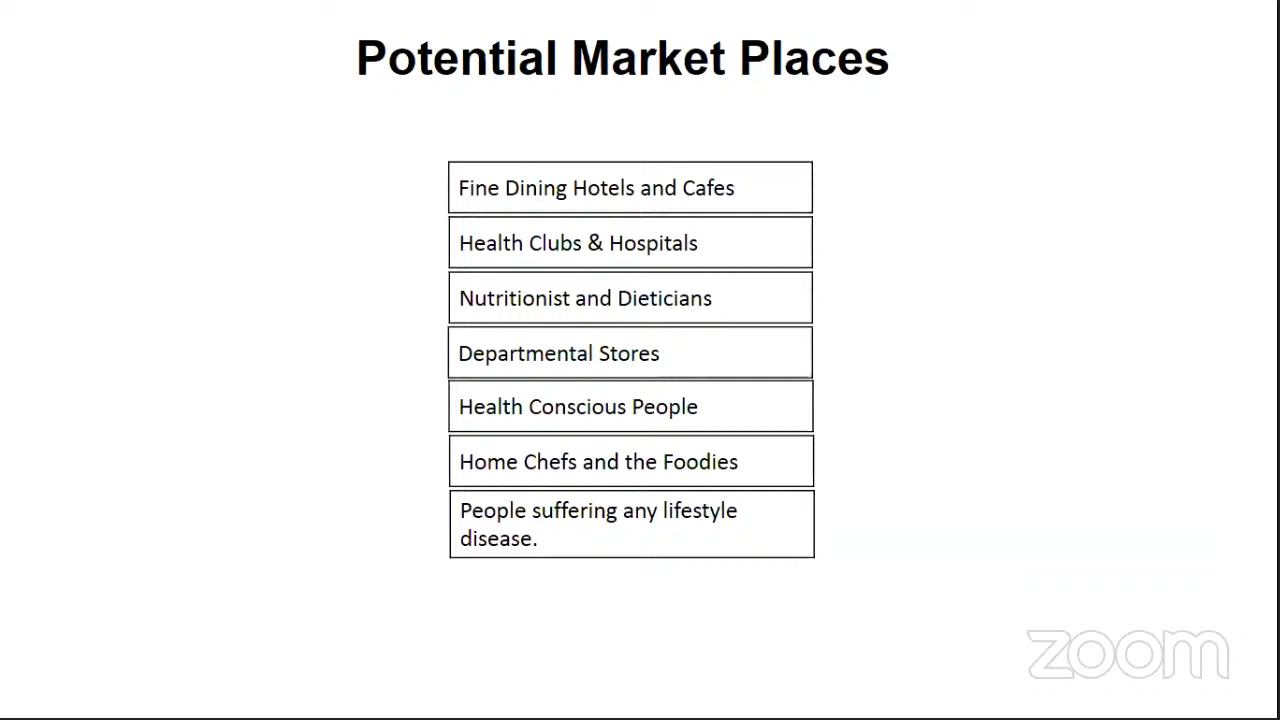 Potential Market Places
Fine Dining Hotels and Cafes
Health Clubs & Hospitals
Nutritionist and Dieticians
Departmental Stores
Health Conscious People
Home Chefs and the Foodies
People suffering any lifestyle
disease.
zoom